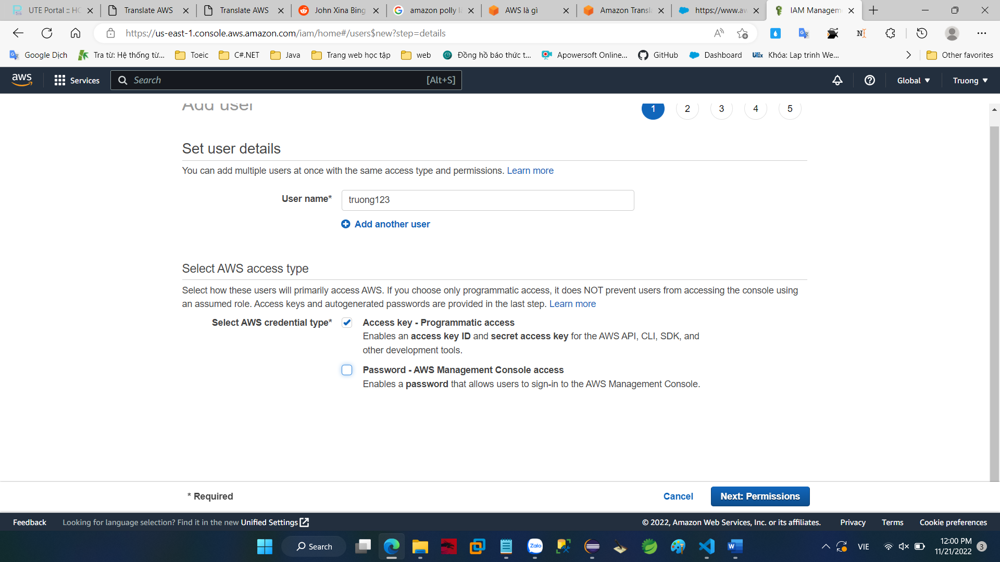 UTE Portal :: HC
Translate AWS
Translate AWS
John Xina Bing
amazon polly là
AWS là gì
Amazon Transla
https://www.aw
IAM Managem
https://us-east-1.console.aws.amazon.com/iam/home#/users$new?step=details
Google Dịch
Tra từ: Hệ thống từ...
Toeic
C#.NET
Java
Trang web học tập
web
Đồng hồ báo thức t...
Apowersoft Online...
GitHub
Dashboard
Khóa: Lap trinh We...
Other favorites
aws
Services
Search
[Alt+S]
Global
Truong
Add user
1
2
3
4
5
Set user details
You can add multiple users at once with the same access type and permissions. Learn more
User name*
truong123
Add another user
Select AWS access type
Select how these users will primarily access AWS. If you choose only programmatic access, it does NOT prevent users from accessing the console using
an assumed role. Access keys and autogenerated passwords are provided in the last step. Learn more
Select AWS credential type*
Access key - Programmatic access
Enables an access key ID and secret access key for the AWS API, CLI, SDK, and
other development tools.
Password - AWS Management Console access
Enables a password that allows users to sign-in to the AWS Management Console.
* Required
Cancel
Next: Permissions
Feedback
Looking for language selection? Find it in the new Unified Settings
© 2022, Amazon Web Services, Inc. or its affiliates.
Privacy
Terms
Cookie preferences
Search
Zalo
VIE
12:00 PM
11/21/2022
3